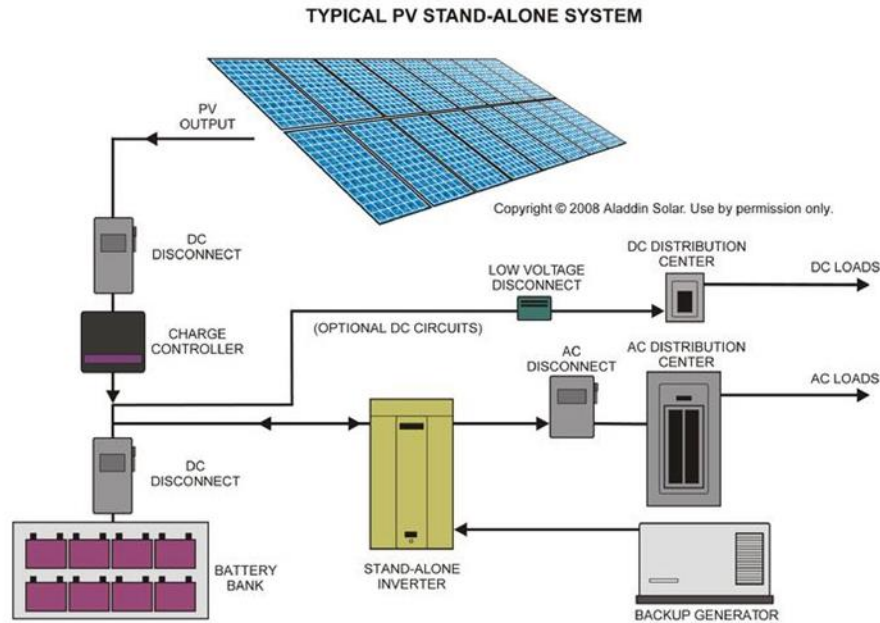 TYPICAL PV STAND-ALONE SYSTEM
PV
OUTPUT
Copyright © 2008 Aladdin Solar. Use by permission only.
DC
DISCONNECT
LOW VOLTAGE
DISCONNECT
DC DISTRIBUTION
CENTER
DC LOADS
CHARGE
CONTROLLER
(OPTIONAL DC CIRCUITS)
AC
DISCONNECT
AC DISTRIBUTION
CENTER
AC LOADS
DC
DISCONNECT
BATTERY
BANK
STAND-ALONE
INVERTER
BACKUP GENERATOR